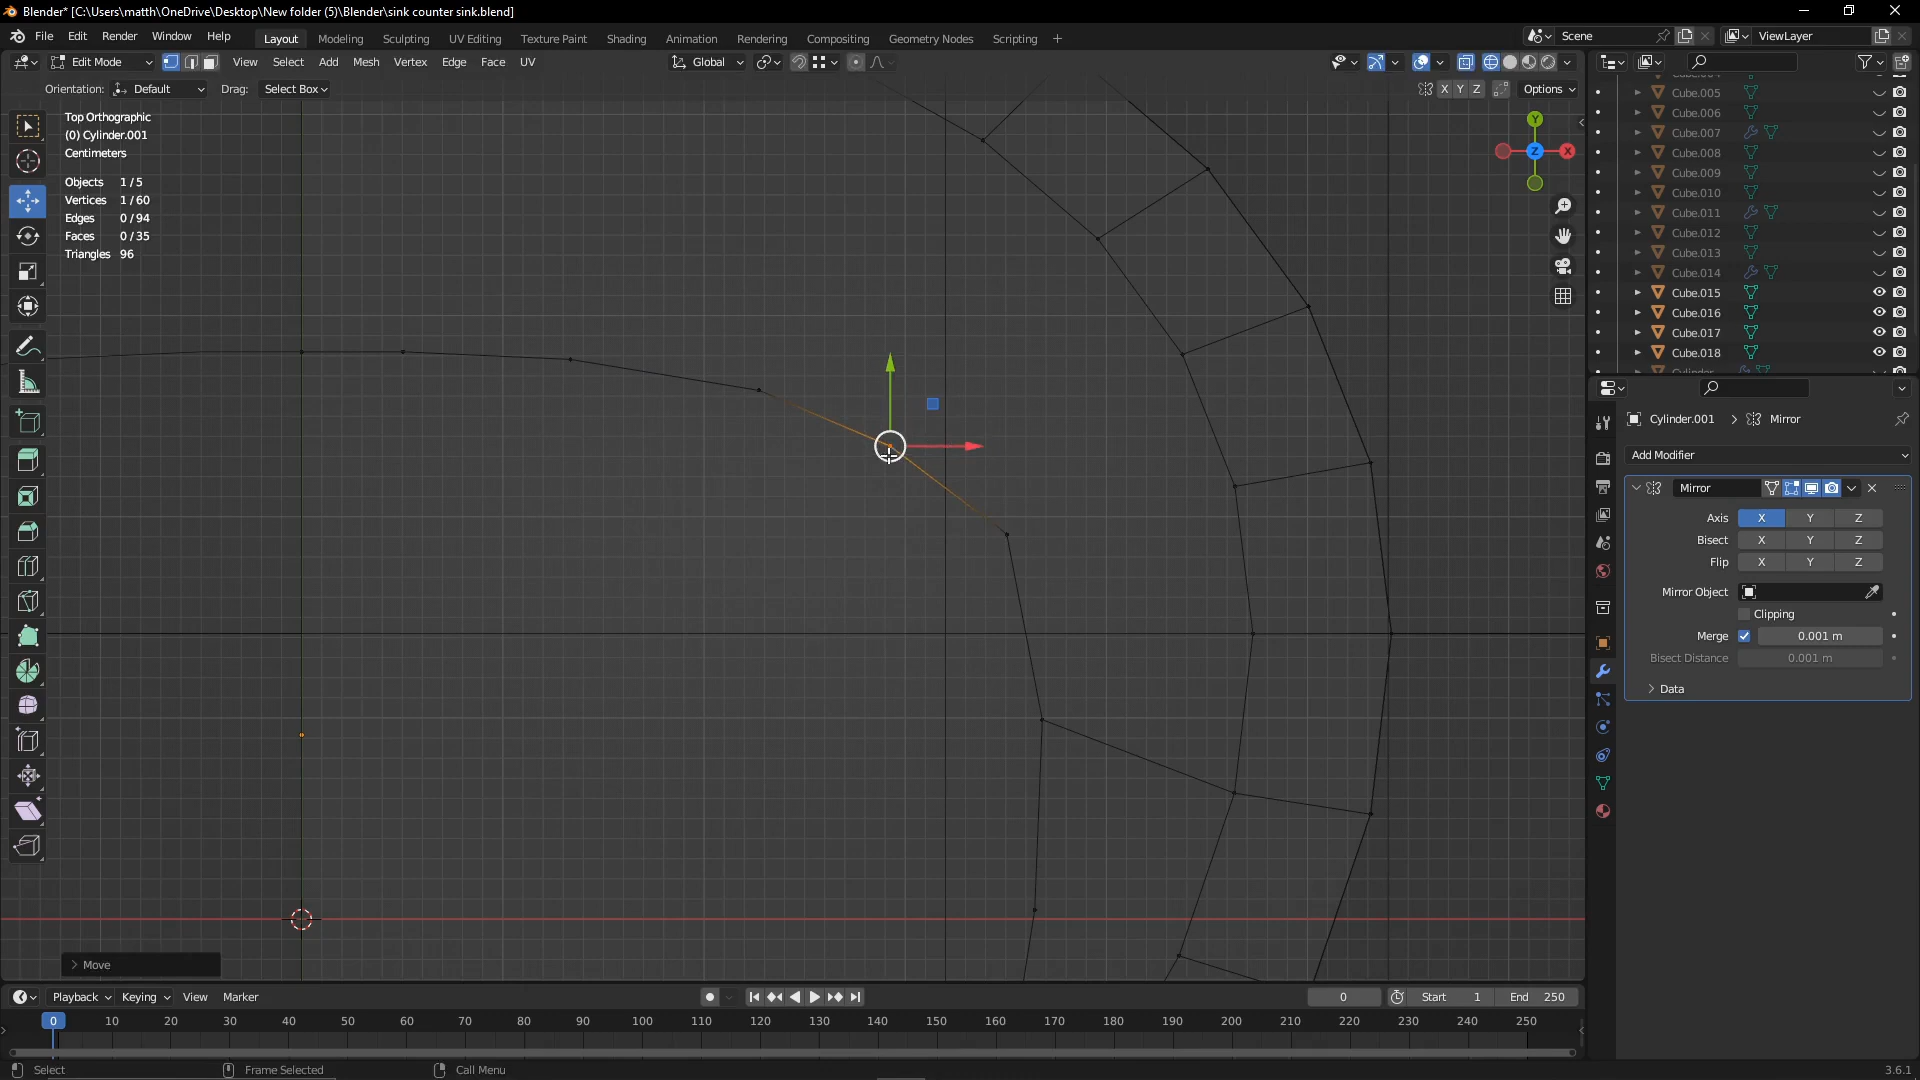 Blender* [C:\Users\matth\OneDrive\Desktop\New folder (5)\Blender\sink counter sink.blend]
File Edit Render Window Help
Layout Modeling Sculpting UV Editing Texture Paint Shading Animation Rendering Compositing Geometry Nodes Scripting +
Scene
ViewLayer
Edit Mode
View Select Add Mesh Vertex Edge Face UV
Global
Orientation: Default Drag: Select Box
X Y Z
Options
Top Orthographic
(0) Cylinder.001
Centimeters
Objects 1/5
Vertices 1/60
Edges 0/94
Faces 0/35
Triangles 96
Y
Z
X
Cube.005
Cube.006
Cube.007
Cube.008
Cube.009
Cube.010
Cube.011
Cube.012
Cube.013
Cube.014
Cube.015
Cube.016
Cube.017
Cube.018
Cylinder
Cylinder.001 > Mirror
Add Modifier
Mirror
Axis X Y Z
Bisect X Y Z
Flip X Y Z
Mirror Object
Clipping
Merge 0.001 m
Bisect Distance 0.001 m
Data
Move
Playback Keying View Marker
0
Start 1
End 250
0 10 20 30 40 50 60 70 80 90 100 110 120 130 140 150 160 170 180 190 200 210 220 230 240 250
Select
Frame Selected
Call Menu
3.6.1